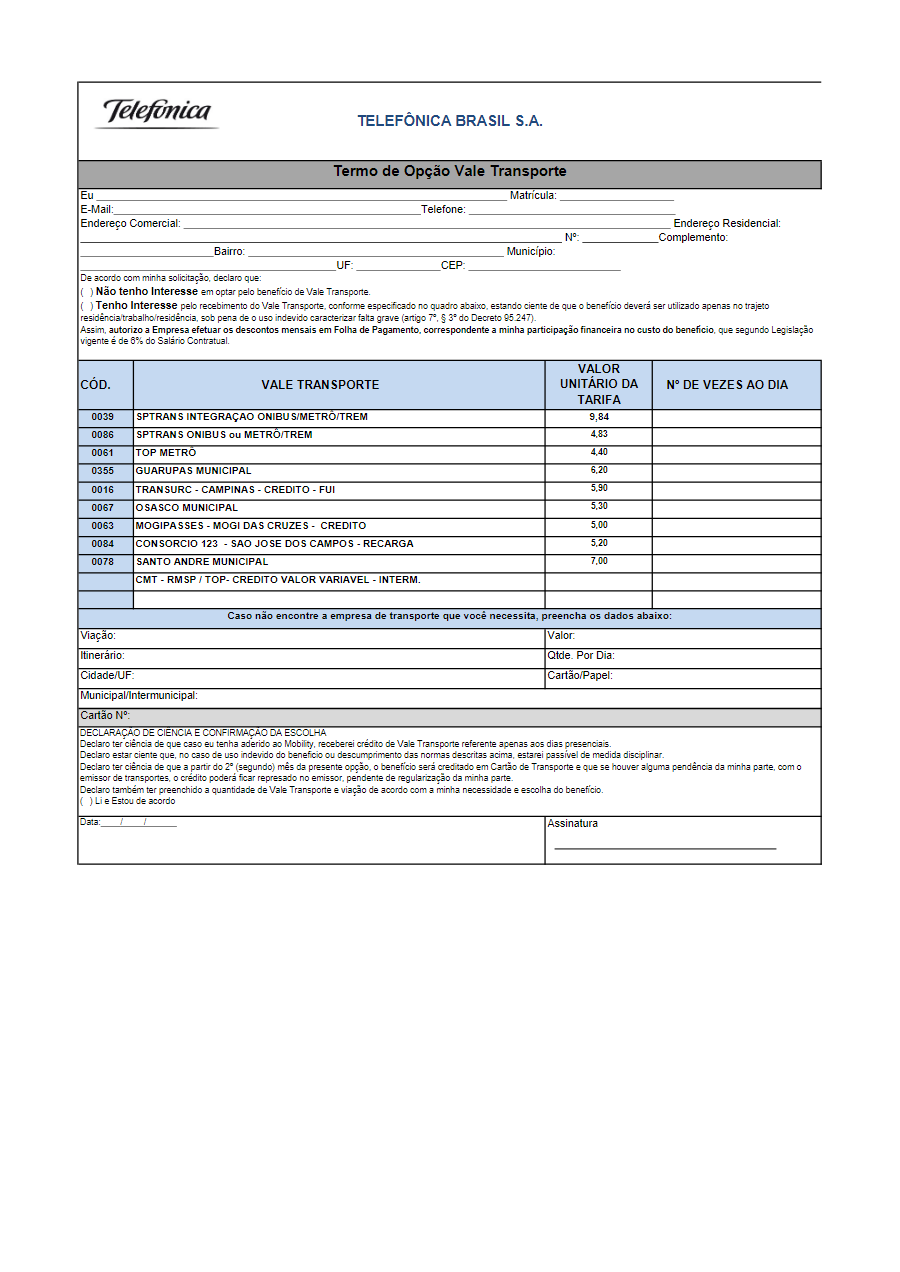 Telefónica
TELEFÔNICA BRASIL S.A.
Termo de Opção Vale Transporte
Eu ______________________________ Matrícula: ____________________
E-Mail:______________________________Telefone: ____________________
Endereço Comercial: ______________________________ Endereço Residencial:
______________________________ Nº: ______________Complemento:
____________________Bairro: ______________________________ Município:
______________________________UF: _______________CEP: ____________________
De acordo com minha solicitação, declaro que:
( ) Não tenho Interesse em optar pelo benefício de Vale Transporte.
( ) Tenho Interesse pelo recebimento do Vale Transporte, conforme especificado no quadro abaixo, estando ciente de que o benefício deverá ser utilizado apenas no trajeto
residência/trabalho/residência, sob pena de o uso indevido caracterizar falta grave (artigo 7º, § 3º do Decreto 95.247).
Assim, autorizo a Empresa efetuar os descontos mensais em Folha de Pagamento, correspondente a minha participação financeira no custo do benefício, que segundo Legislação
vigente é de 6% do Salário Contratual.
CÓD. VALE TRANSPORTE VALOR UNITÁRIO DA TARIFA Nº DE VEZES AO DIA
0039 SPTRANS INTEGRAÇAO ONIBUS/METRÔ/TREM 9,84
0086 SPTRANS ONIBUS ou METRÔ/TREM 4,83
0061 TOP METRÔ 4,40
0355 GUARUPAS MUNICIPAL 6,20
0016 TRANSURC - CAMPINAS - CREDITO - FUI 5,90
0067 OSASCO MUNICIPAL 5,30
0063 MOGIPASSES - MOGI DAS CRUZES - CREDITO 5,00
0084 CONSORCIO 123 - SAO JOSE DOS CAMPOS - RECARGA 5,20
0078 SANTO ANDRE MUNICIPAL 7,00
CMT - RMSP / TOP- CREDITO VALOR VARIAVEL - INTERM.
Caso não encontre a empresa de transporte que você necessita, preencha os dados abaixo:
Viação: Valor:
Itinerário: Qtde. Por Dia:
Cidade/UF: Cartão/Papel:
Municipal/Intermunicipal:
Cartão Nº:
DECLARAÇÃO DE CIÊNCIA E CONFIRMAÇÃO DA ESCOLHA
Declaro ter ciência de que caso eu tenha aderido ao Mobility, receberei crédito de Vale Transporte referente apenas aos dias presenciais.
Declaro estar ciente que, no caso de uso indevido do benefício ou descumprimento das normas descritas acima, estarei passível de medida disciplinar.
Declaro ter ciência de que a partir do 2º (segundo) mês da presente opção, o benefício será creditado em Cartão de Transporte e que se houver alguma pendência da minha parte, com o
emissor de transportes, o crédito poderá ficar represado no emissor, pendente de regularização da minha parte.
Declaro também ter preenchido a quantidade de Vale Transporte e viação de acordo com a minha necessidade e escolha do benefício.
( ) Li e Estou de acordo
Data:____/____/______ Assinatura